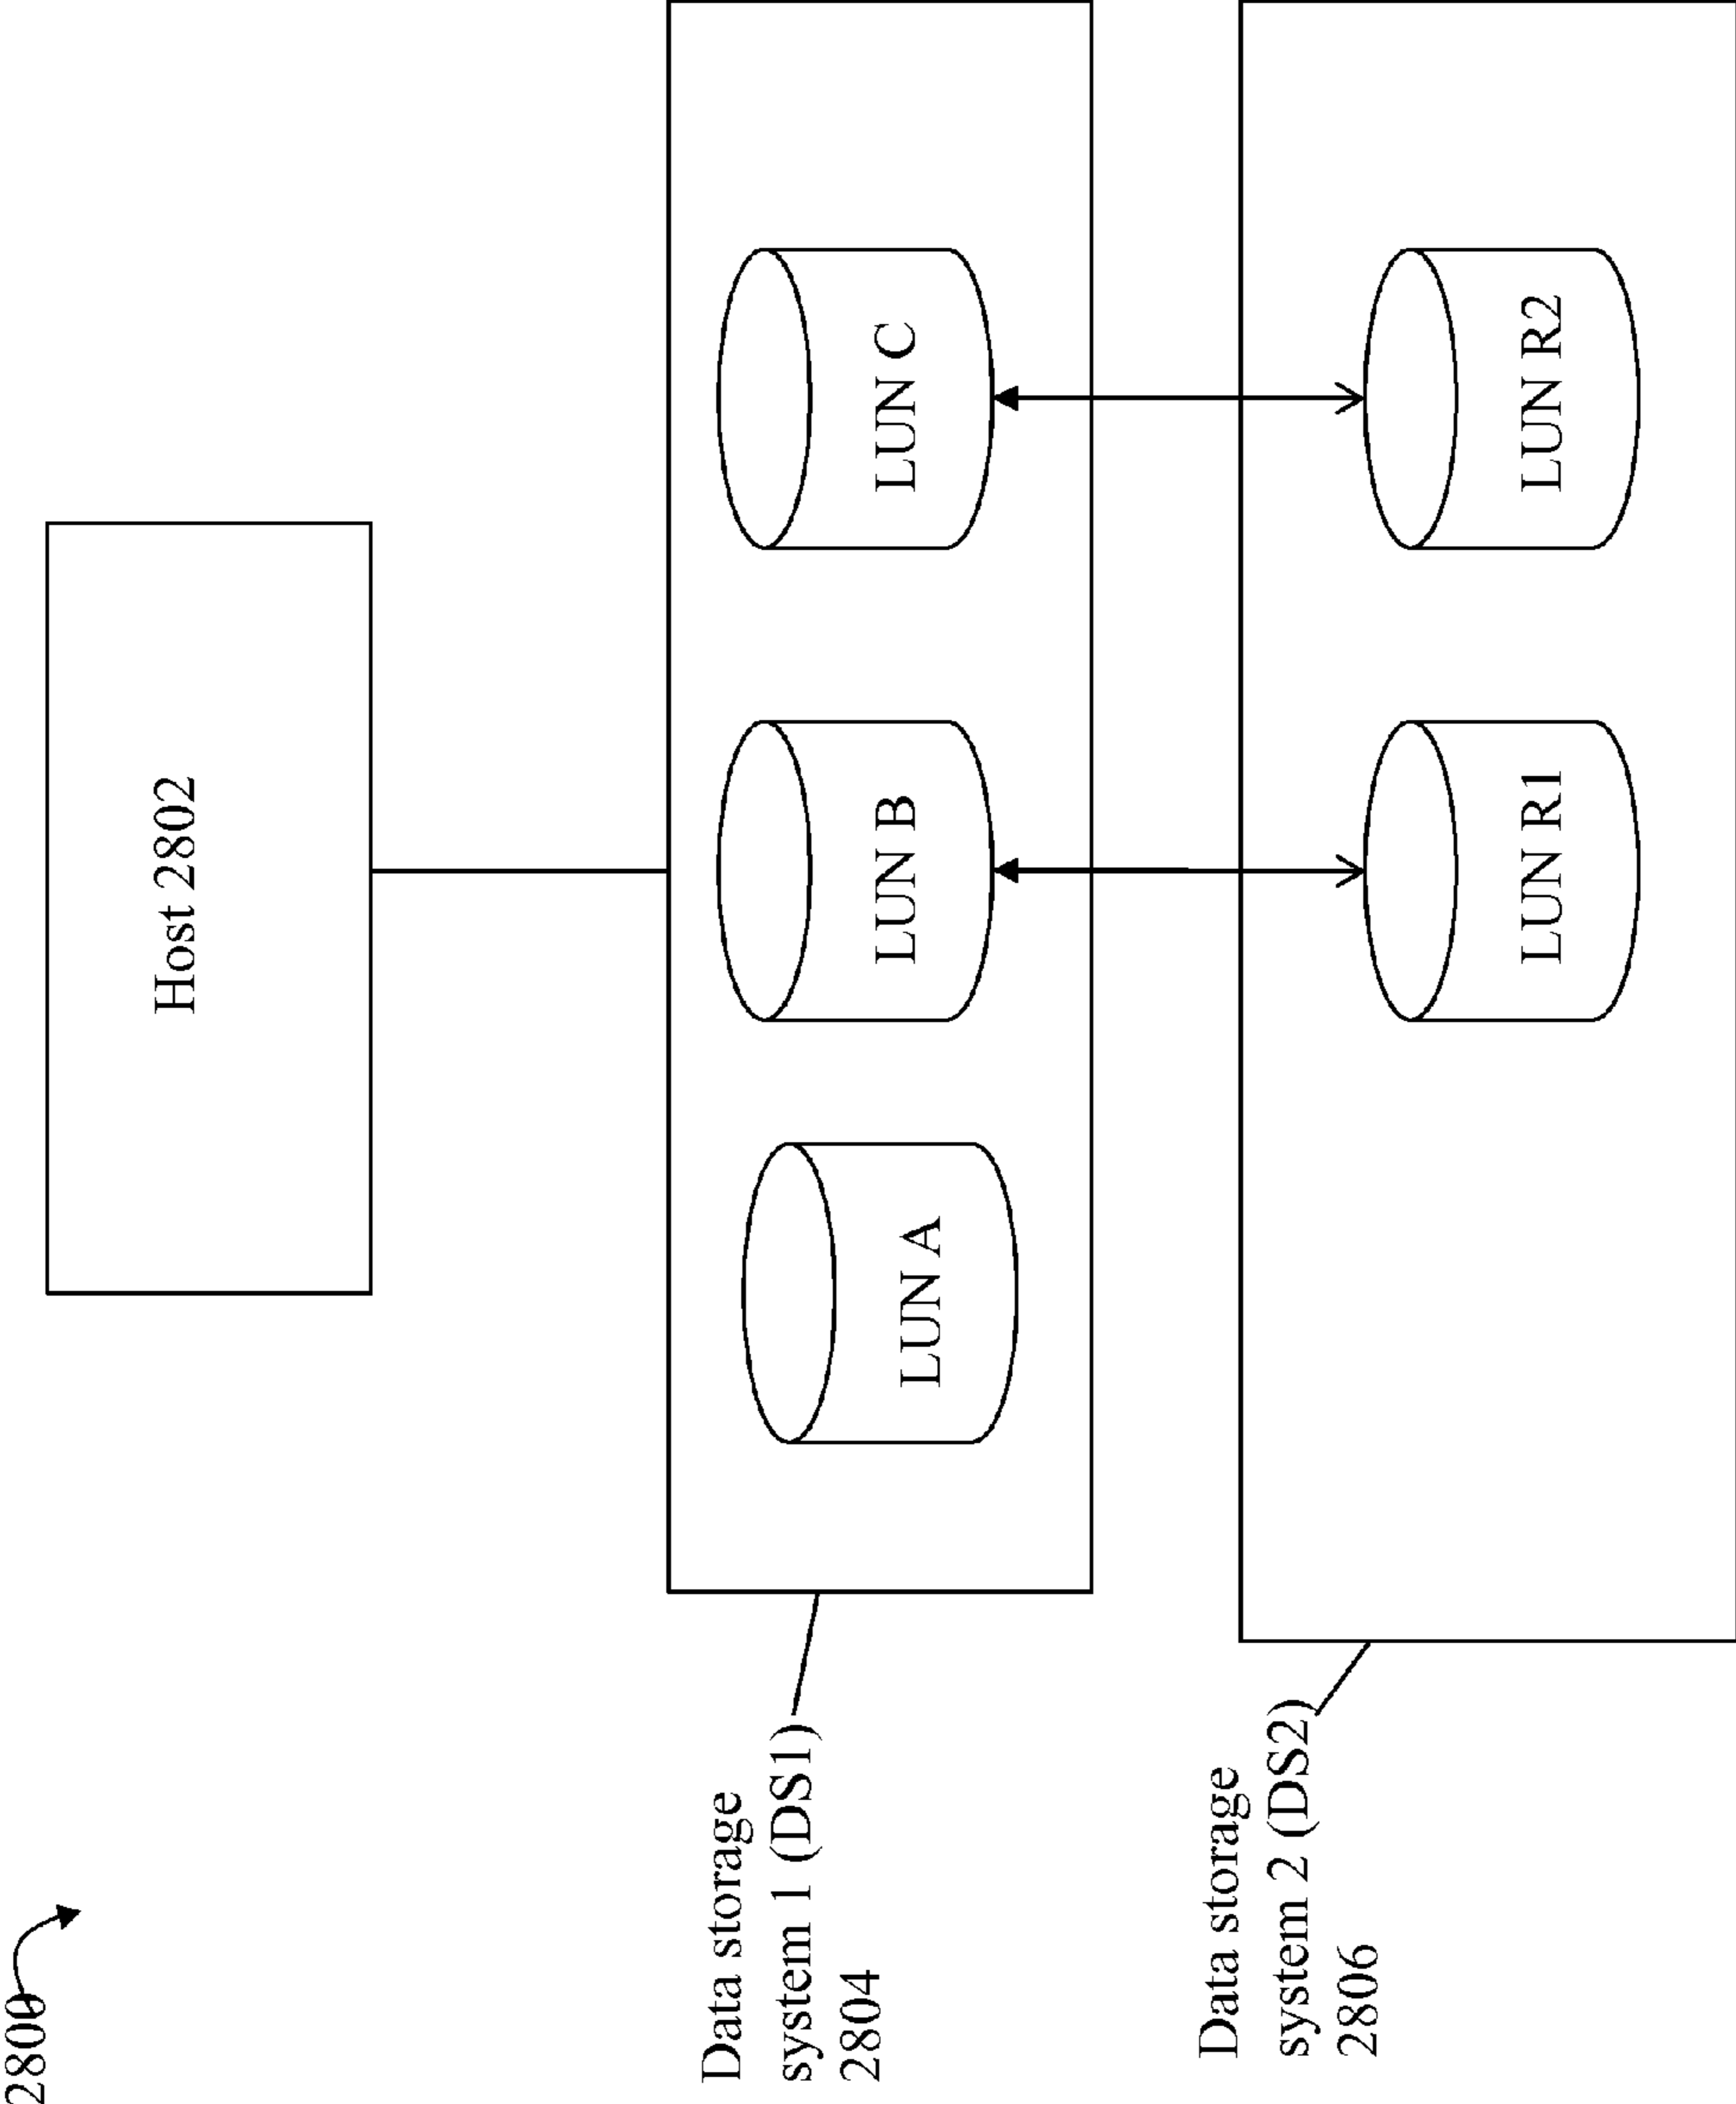 2800
Host 2802
Data storage
system 1 (DS1)
2804
LUN A
LUN B
LUN C
Data storage
system 2 (DS2)
2806
LUN R1
LUN R2